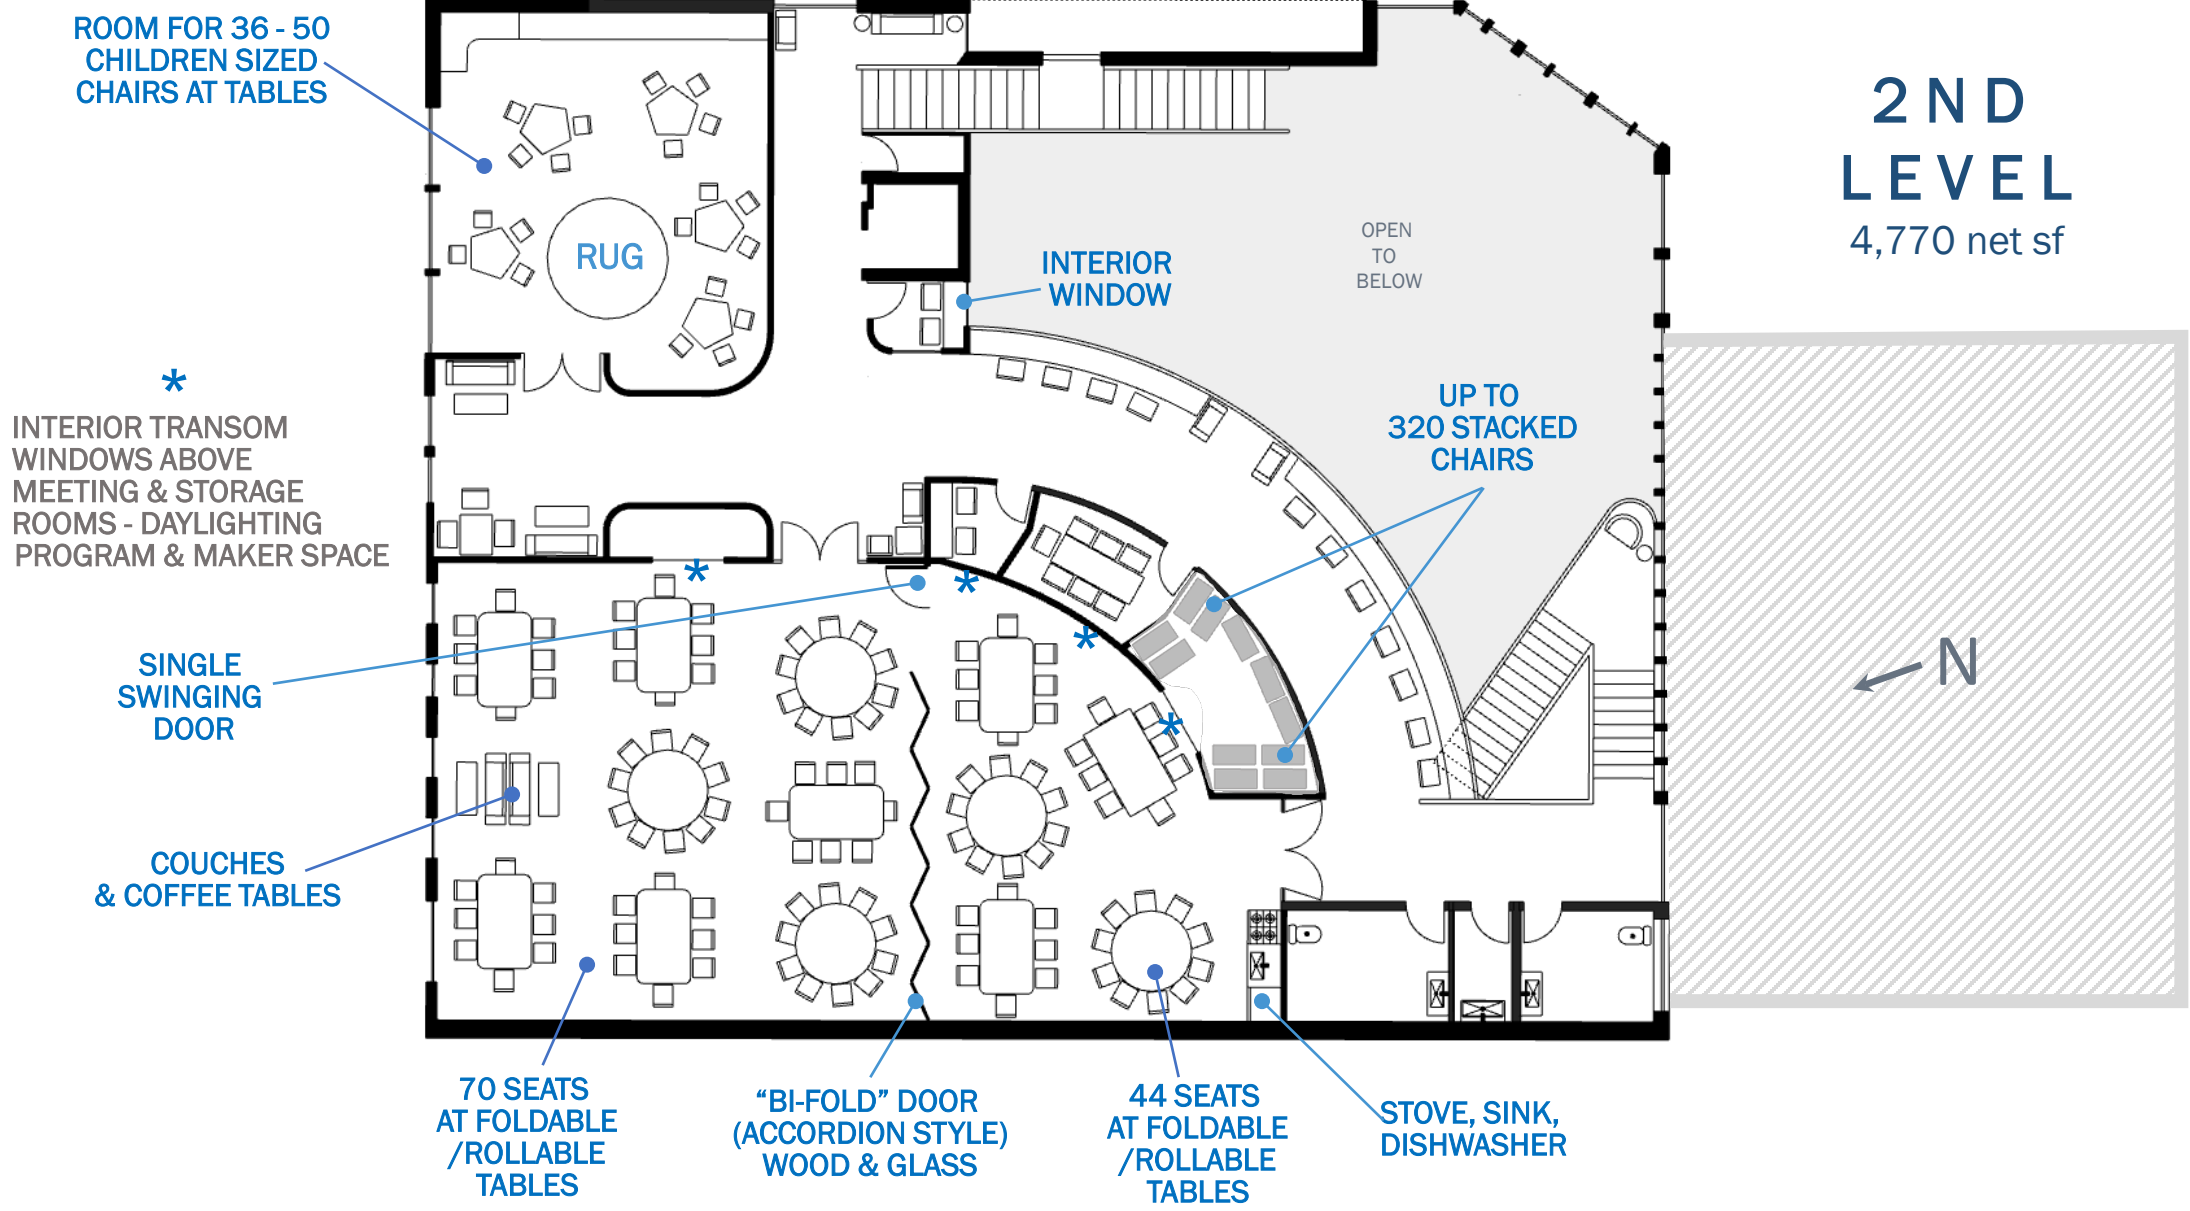 ROOM FOR 36 - 50
CHILDREN SIZED
CHAIRS AT TABLES
2ND
LEVEL
4,770 net sf
RUG
INTERIOR
WINDOW
OPEN
TO
BELOW
*
INTERIOR TRANSOM
WINDOWS ABOVE
MEETING & STORAGE
ROOMS - DAYLIGHTING
PROGRAM & MAKER SPACE
UP TO
320 STACKED
CHAIRS
*
*
*
*
SINGLE
SWINGING
DOOR
N
COUCHES
& COFFEE TABLES
70 SEATS
AT FOLDABLE
/ROLLABLE
TABLES
“BI-FOLD” DOOR
(ACCORDION STYLE)
WOOD & GLASS
44 SEATS
AT FOLDABLE
/ROLLABLE
TABLES
STOVE, SINK,
DISHWASHER